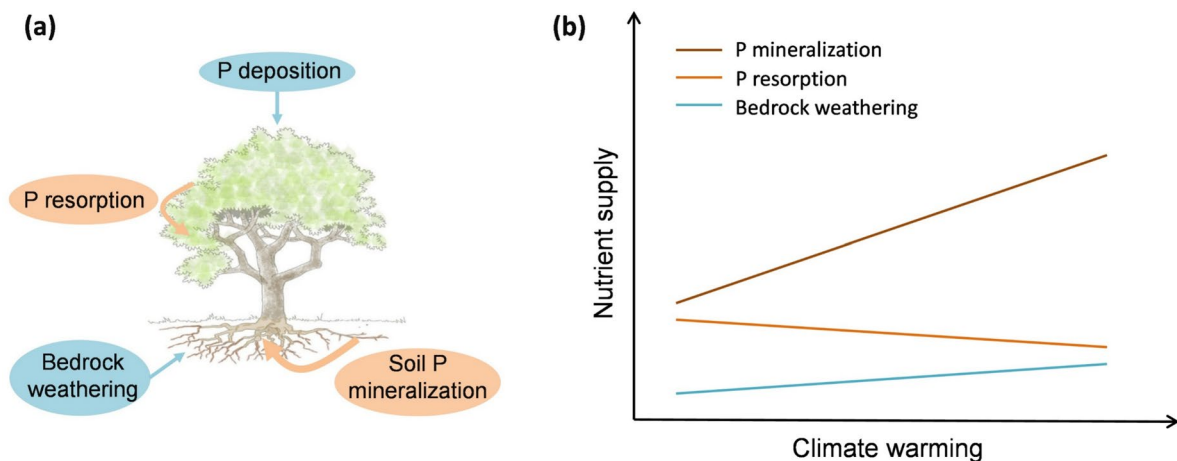 (a)
P deposition
P resorption
Bedrock
weathering
Soil P
mineralization
(b)
P mineralization
P resorption
Bedrock weathering
Nutrient supply
Climate warming